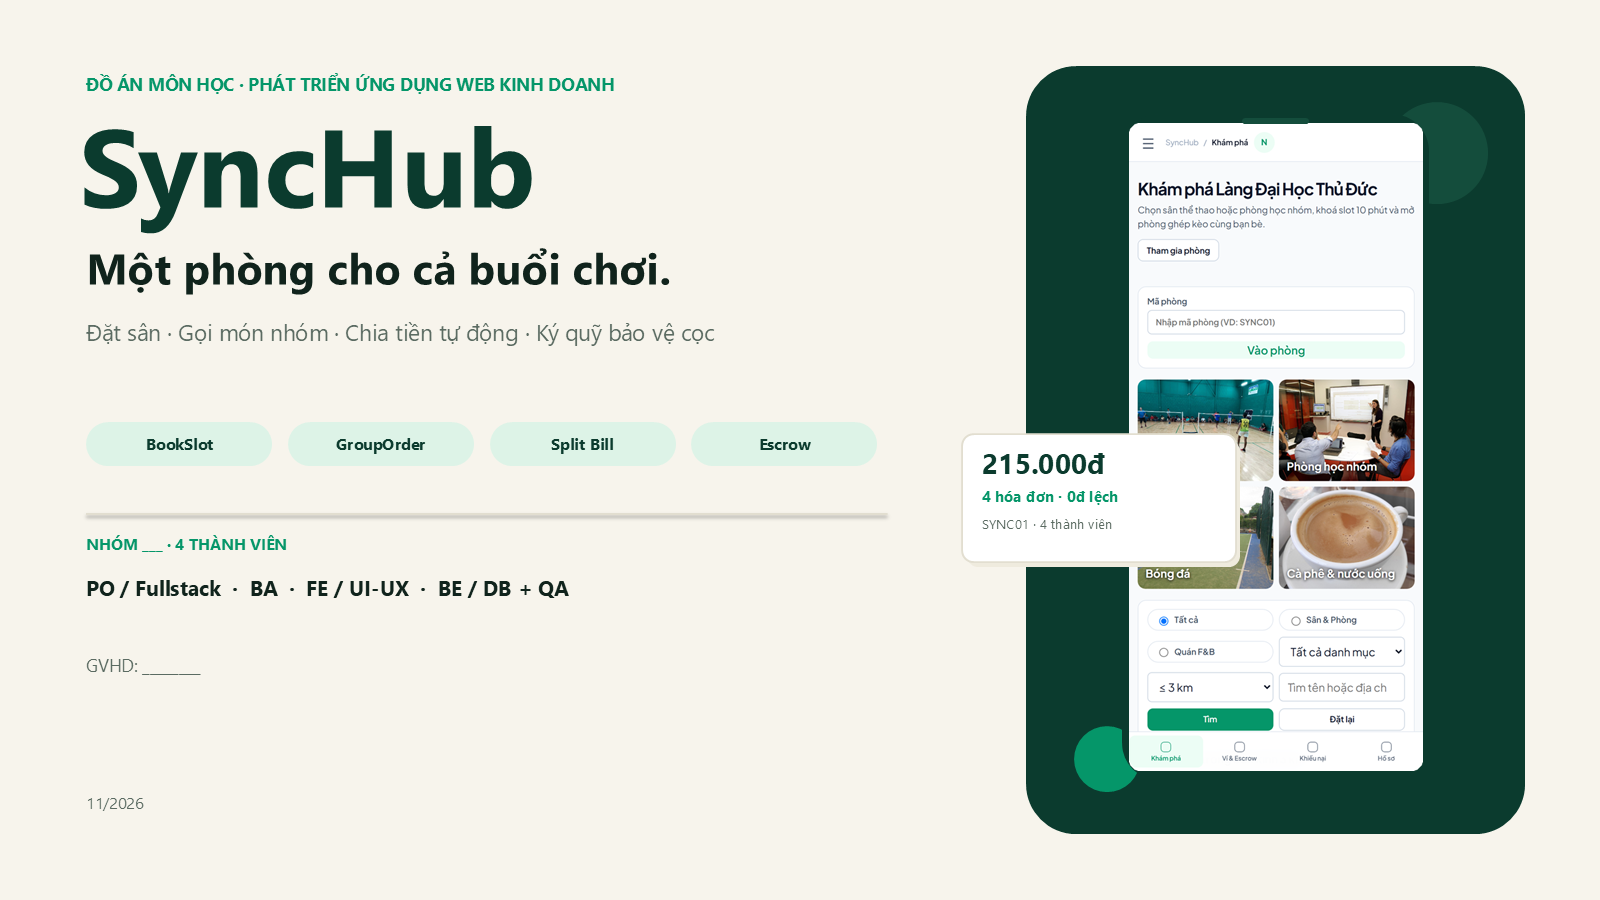 ĐỒ ÁN MÔN HỌC · PHÁT TRIỂN ỨNG DỤNG WEB KINH DOANH
SyncHub
Một phòng cho cả buổi chơi.
Đặt sân · Gọi món nhóm · Chia tiền tự động · Ký quỹ bảo vệ cọc
BookSlot
GroupOrder
Split Bill
Escrow
NHÓM ___ · 4 THÀNH VIÊN
PO / Fullstack · BA · FE / UI-UX · BE / DB + QA
GVHD: _______
11/2026
SyncHub / Khám phá N
Khám phá Làng Đại Học Thủ Đức
Chọn sân thể thao hoặc phòng học nhóm, khoá slot 10 phút và mở
phòng ghép kèo cùng bạn bè.
Tham gia phòng
Mã phòng
Nhập mã phòng (VD: SYNC01)
Vào phòng
Phòng học nhóm
215.000đ
4 hóa đơn · 0đ lệch
SYNC01 · 4 thành viên
Bóng đá
Cà phê & nước uống
Tất cả
Sân & Phòng
Quán F&B
Tất cả danh mục
≤ 3 km
Tìm tên hoặc địa ch
Tìm
Đặt lại
Khám phá
Ví & Escrow
Khiếu nại
Hồ sơ